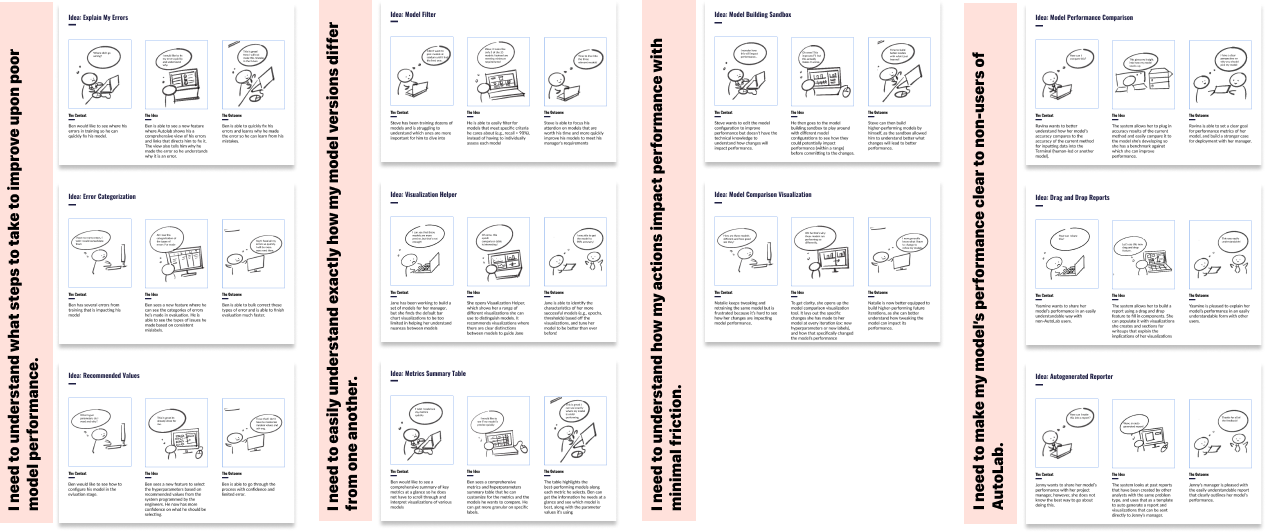 I need to understand what steps to take to improve upon poor
model performance.
Idea: Explain My Errors
The Context
Ben would like to see where his
errors in training so he can
quickly fix his model.
The Idea
Ben is able to see a new feature
where Autolab shows him a
comprehensive view of his errors
and links that directs him to fix it.
The view also tells him why he
made the error so he understands
why it is an error.
The Outcome
Ben is able to quickly fix his
errors and learns why he made
the error so he can learn from his
mistakes.
Idea: Error Categorization
The Context
Ben has several errors from
training that is impacting his
model
The Idea
Ben sees a new feature where he
can see the categories of errors
he's made in evaluation. He is
able to see the types of issues he
made based on consistent
mistakes.
The Outcome
Ben is able to bulk correct those
types of error and is able to finish
evaluation much faster.
Idea: Recommended Values
The Context
Ben would like to see how to
configure his model in the
evaluation stage
The Idea
Ben sees a new feature to select
the hyperparameters based on
recommended values from the
system programmed by the
engineers. He now has more
confidence on what he should be
selecting
The Outcome
Ben is able to go through the
process with confidence and
limited error.
I need to easily understand exactly how my model versions differ
from one another.
Idea: Model Filter
The Context
Steve has been training dozens of
models and is struggling to
understand which ones are more
important for him to dive into
The Idea
He is able to easily filter for
models that meet specific criteria
he cares about (e.g., recall > 90%),
instead of having to individually
assess each model
The Outcome
Steve is able to focus his
attention on models that are
worth his time and more quickly
improve his models to meet his
manager's requirements
Idea: Visualization Helper
The Context
Jane has been working to build a
set of models for her manager
but she finds the default bar
chart visualizations to be too
limited in helping her understand
nuances between models
The Idea
She opens Visualization Helper,
which shows her a range of
different visualizations she can
use to distinguish models. It
recommends visualizations where
there are clear distinctions
between models to guide Jane
The Outcome
Jane is able to identify the
characteristics of her more
successful models (e.g., epochs,
thresholds) based off the
visualizations, and tune her
model to be better than ever
before!
Idea: Metrics Summary Table
The Context
Ben would like to see a
comprehensive summary of key
metrics at a glance so he does
not have to scroll through and
interpret visualizations of various
models
The Idea
Ben sees a comprehensive
metrics and hyperparameters
summary table that he can
customize for the metrics and the
models he wants to compare. He
can get more granular on specific
labels.
The Outcome
The table highlights the
best-performing models along
each metric he selects. Ben can
get the information he needs at a
glance and see which model is
best, along with the parameter
values it's using
I need to understand how my actions impact performance with
minimal friction.
Idea: Model Building Sandbox
The Context
Steve wants to edit the model
configuration to improve
performance but doesn't have the
technical knowledge to
understand how changes will
impact performance.
The Idea
He then goes to the model
building sandbox to play around
with different model
configurations to see how they
could potentially impact
performance (within a range)
before committing to the changes.
The Outcome
Steve can then build
higher-performing models by
himself, as the sandbox allowed
him to understand better what
changes will lead to better
performance.
Idea: Model Comparison Visualization
The Context
Natalie keeps tweaking and
retraining the same model but is
frustrated because it's hard to see
how her changes are impacting
model performance.
The Idea
To get clarity, she opens up the
model comparison visualization
tool. It lays out the specific
changes she has made to her
model at every iteration (i.e. new
hyperparameters or new labels),
and how that specifically changed
the model's performance
The Outcome
Natalie is now better equipped to
build higher performing future
iterations, as she can better
understand how tweaking the
model can impact its
performance.
I need to make my model's performance clear to non-users of
AutoLab.
Idea: Model Performance Comparison
The Context
Ravina wants to better
understand how her model's
accuracy compares to the
accuracy of the current method
for inputting data into the
Terminal (human-led or another
model).
The Idea
The system allows her to plug in
accuracy results of the current
method and easily compare it to
the model she's developing so
she has a benchmark against
which she can improve
performance.
The Outcome
Ravina is able to set a clear goal
for performance metrics of her
model, and build a stronger case
for deployment with her manager.
Idea: Drag and Drop Reports
The Context
Yasmine wants to share her
model's performance in an easily
understandable way with
non-AutoLab users.
The Idea
The system allows her to build a
report using a drag and drop
feature to fill in components. She
can populate it with visualizations
she creates and sections for
writeups that explain the
implications of her visualizations
The Outcome
Yasmine is pleased to explain her
model's performance in an easily
understandable form with other
users.
Idea: Autogenerated Reporter
The Context
Jenny wants to share her model's
performance with her project
manager; however, she does not
know the best way to go about
doing this.
The Idea
The system looks at past reports
that have been created by other
analysts with the same problem
type, and uses that as a template
to auto generate a report and
visualizations that can be sent
directly to Jenny's manager.
The Outcome
Jenny's manager is pleased with
the easily understandable report
that clearly outlines her model's
performance.